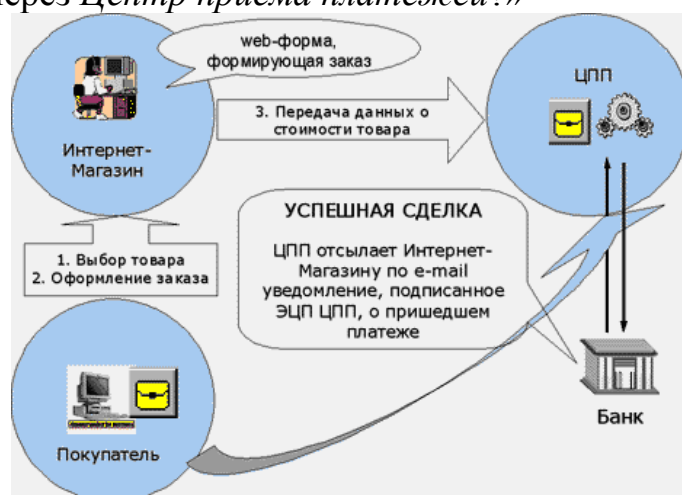 через Центр приема платежей?»
web-форма,
формирующая заказ
ЦПП
3. Передача данных о
стоимости товара
Интернет-
Магазин
УСПЕШНАЯ СДЕЛКА
ЦПП отсылает Интернет-
Магазину по e-mail
уведомление, подписанное
ЭЦП ЦПП, о пришедшем
платеже
1. Выбор товара
2. Оформление заказа
Банк
Покупатель